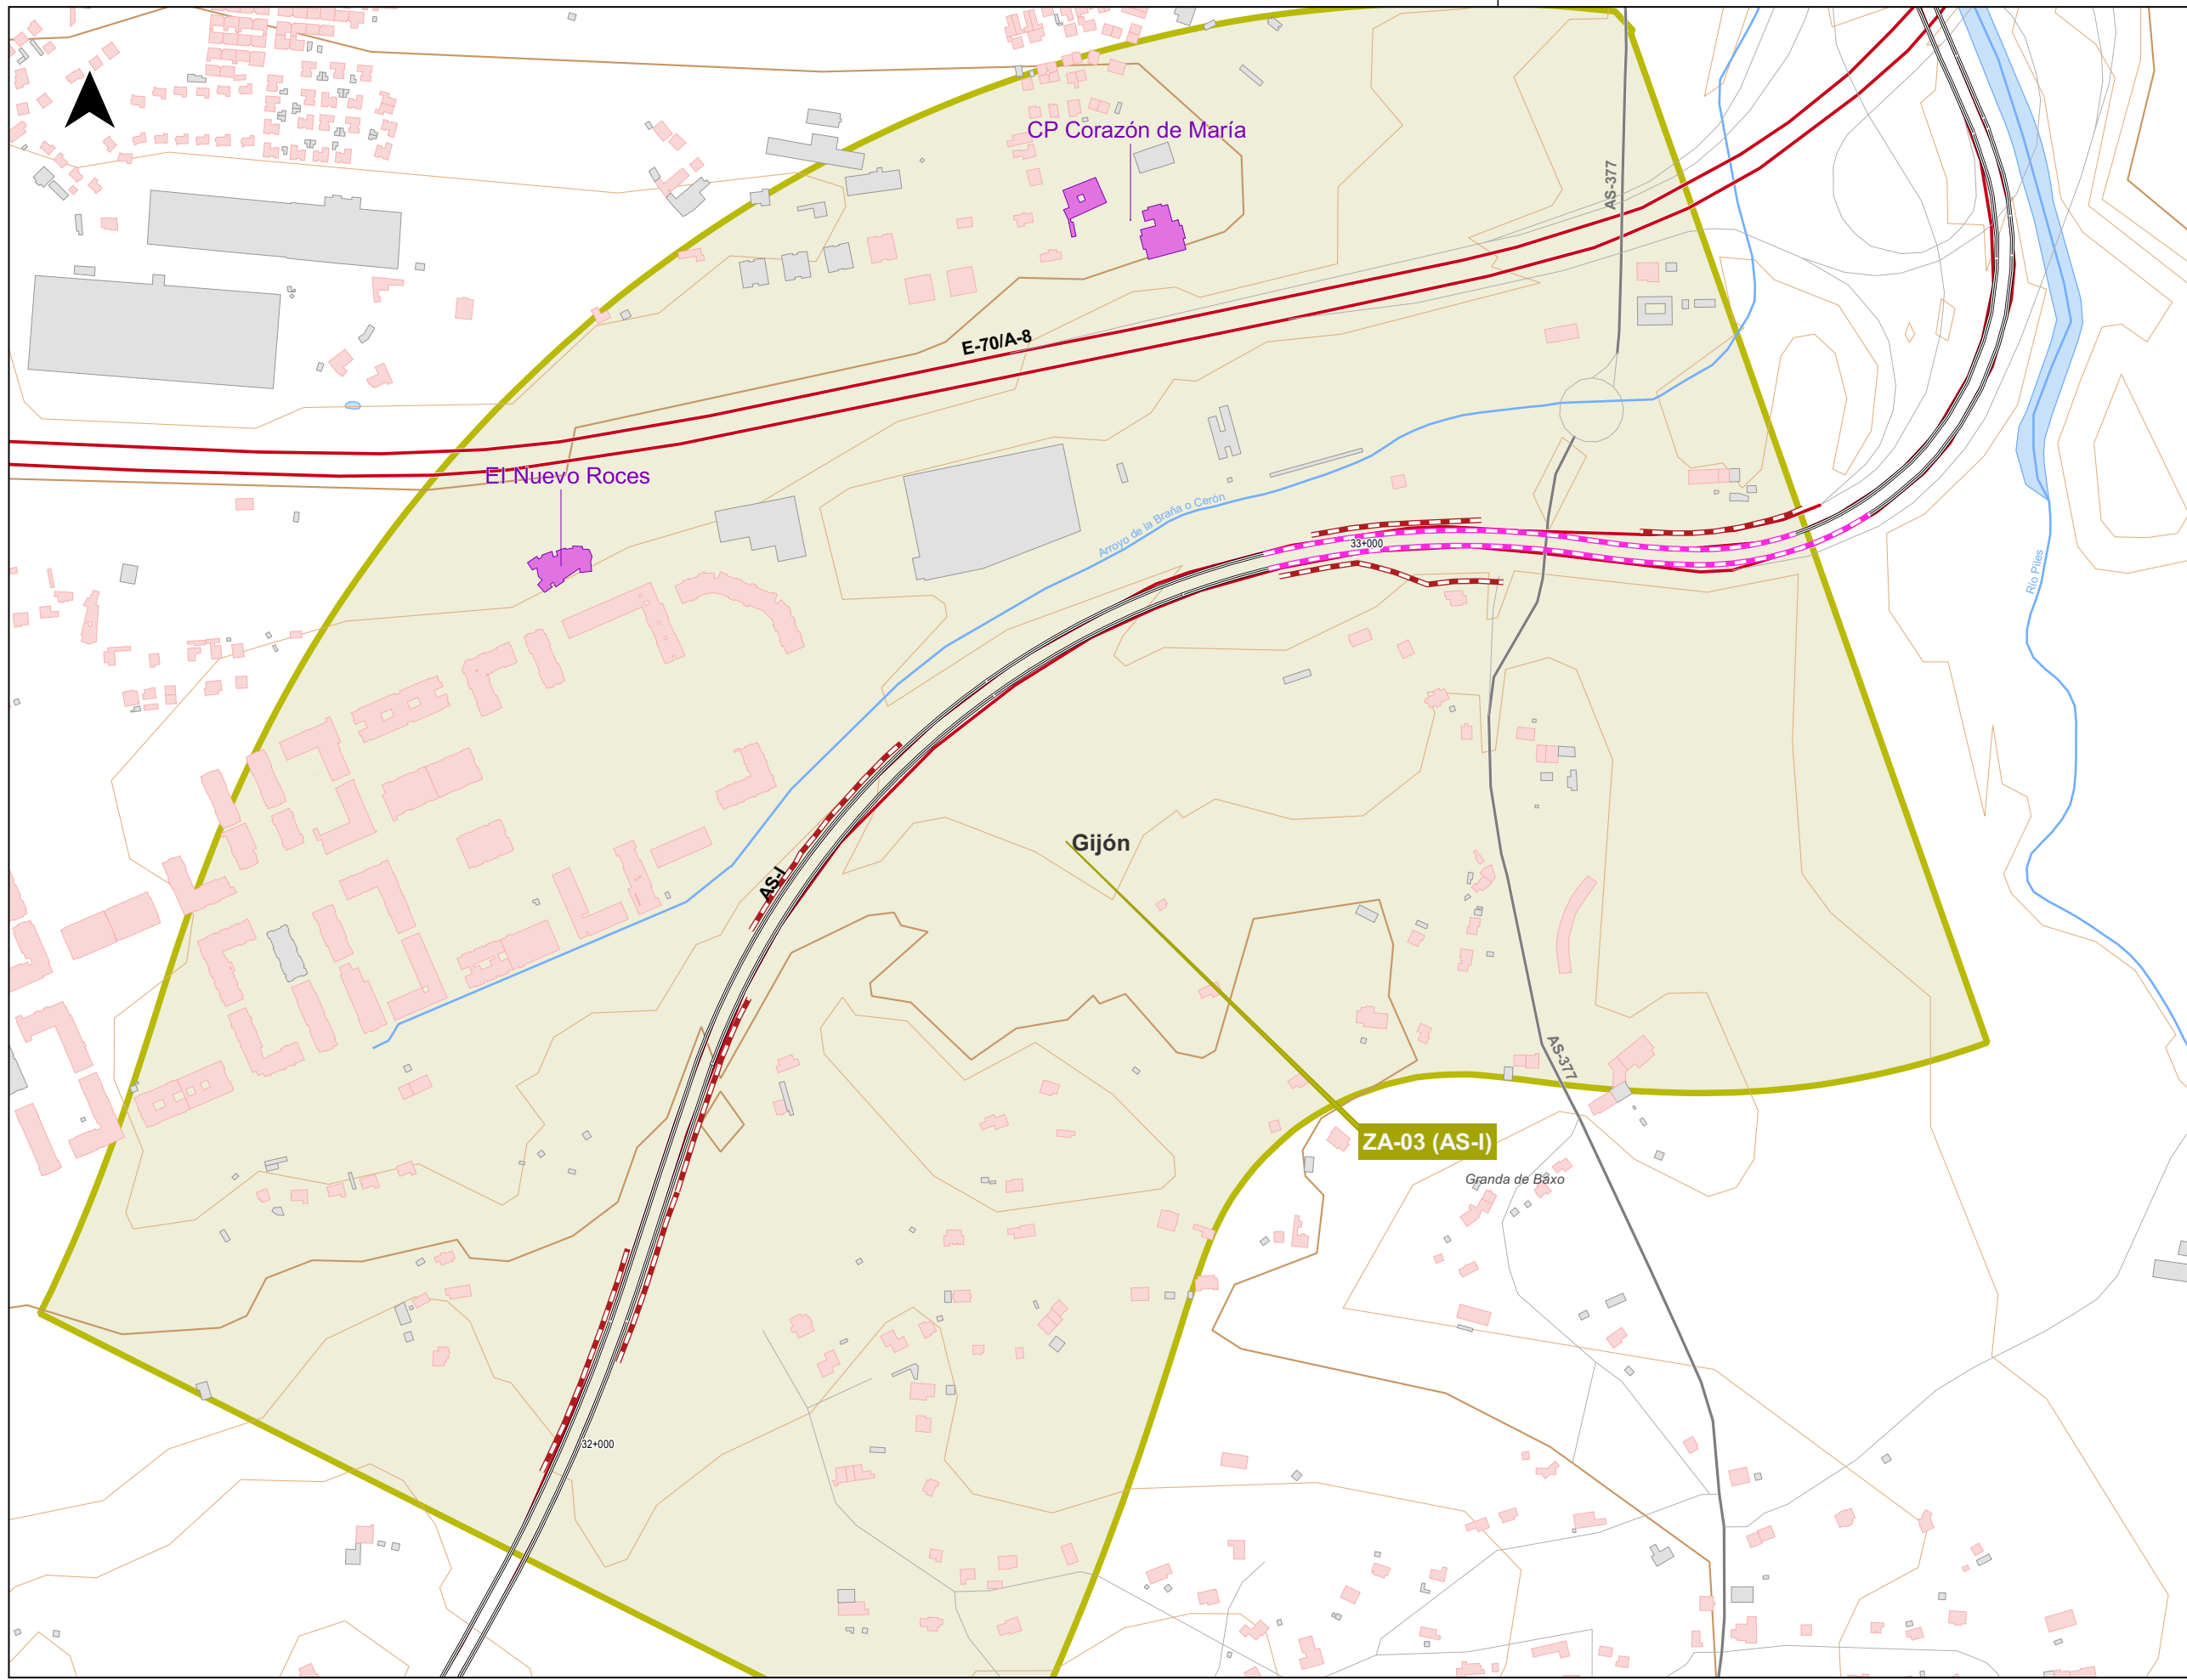 CP Corazón de María
AS-377
E-70/A-8
El Nuevo Roces
Arroyo de la Braña o Cerón
33+000
Río Piles
Gijón
AS-I
AS-377
ZA-03 (AS-I)
Granda de Baxo
32+000